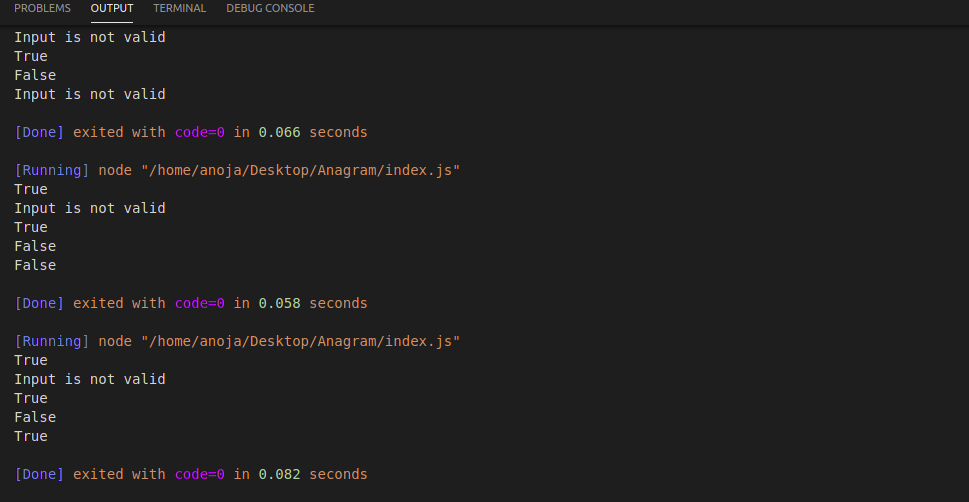 PROBLEMS OUTPUT TERMINAL DEBUG CONSOLE
Input is not valid
True
False
Input is not valid
[Done] exited with code=0 in 0.066 seconds
[Running] node "/home/anoja/Desktop/Anagram/index.js"
True
Input is not valid
True
False
False
[Done] exited with code=0 in 0.058 seconds
[Running] node "/home/anoja/Desktop/Anagram/index.js"
True
Input is not valid
True
False
True
[Done] exited with code=0 in 0.082 seconds